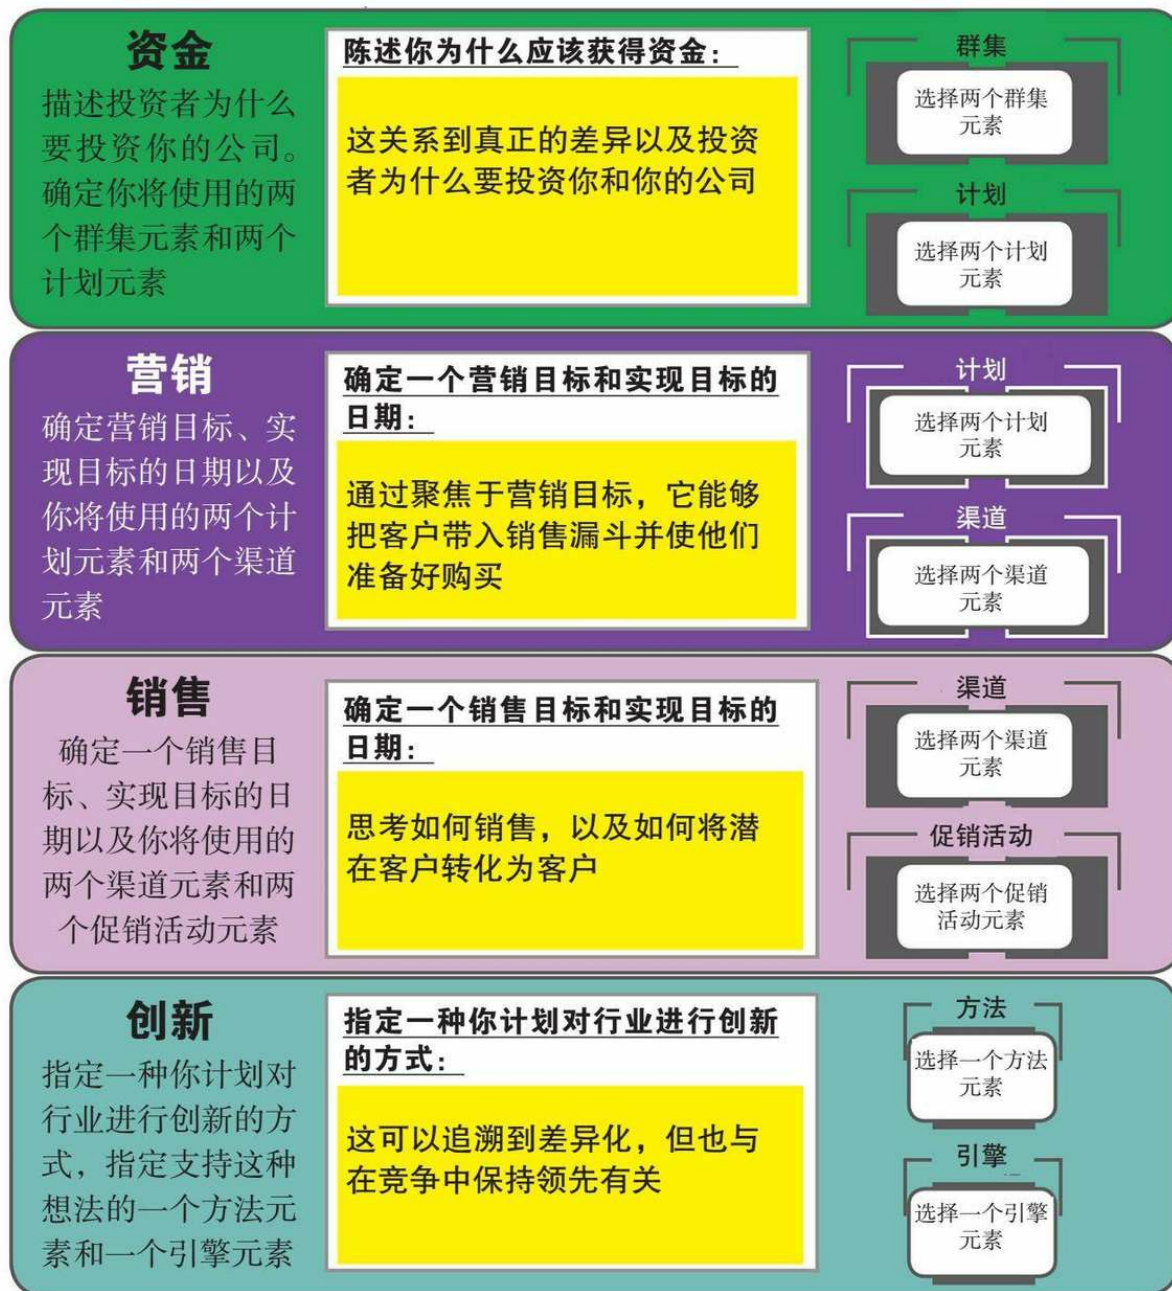 资金
描述投资者为什么
要投资你的公司。
确定你将使用的两
个群集元素和两个
计划元素
陈述你为什么应该获得资金：
这关系到真正的差异以及投资
者为什么要投资你和你的公司
群集
选择两个群集
元素
计划
选择两个计划
元素
营销
确定营销目标、实
现目标的日期以及
你将使用的两个计
划元素和两个渠道
元素
确定一个营销目标和实现目标的
日期：
通过聚焦于营销目标，它能够
把客户带入销售漏斗并使他们
准备好购买
计划
选择两个计划
元素
渠道
选择两个渠道
元素
销售
确定一个销售目
标、实现目标的日
期以及你将使用的
两个渠道元素和两
个促销活动元素
确定一个销售目标和实现目标的
日期：
思考如何销售，以及如何将潜
在客户转化为客户
渠道
选择两个渠道
元素
促销活动
选择两个促销
活动元素
创新
指定一种你计划对
行业进行创新的方
式，指定支持这种
想法的一个方法元
素和一个引擎元素
指定一种你计划对行业进行创新
的方式：
这可以追溯到差异化，但也与
在竞争中保持领先有关
方法
选择一个方法
元素
引擎
选择一个引擎
元素